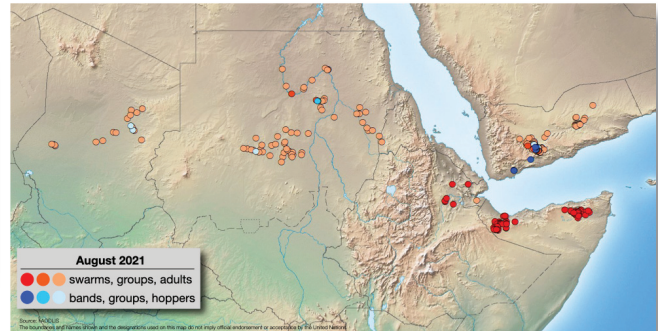 August 2021
swarms, groups, adults
bands, groups, hoppers
Source: FAO/DLIS
The boundaries and names shown and the designations used on this map do not imply official endorsement or acceptance by the United Nations